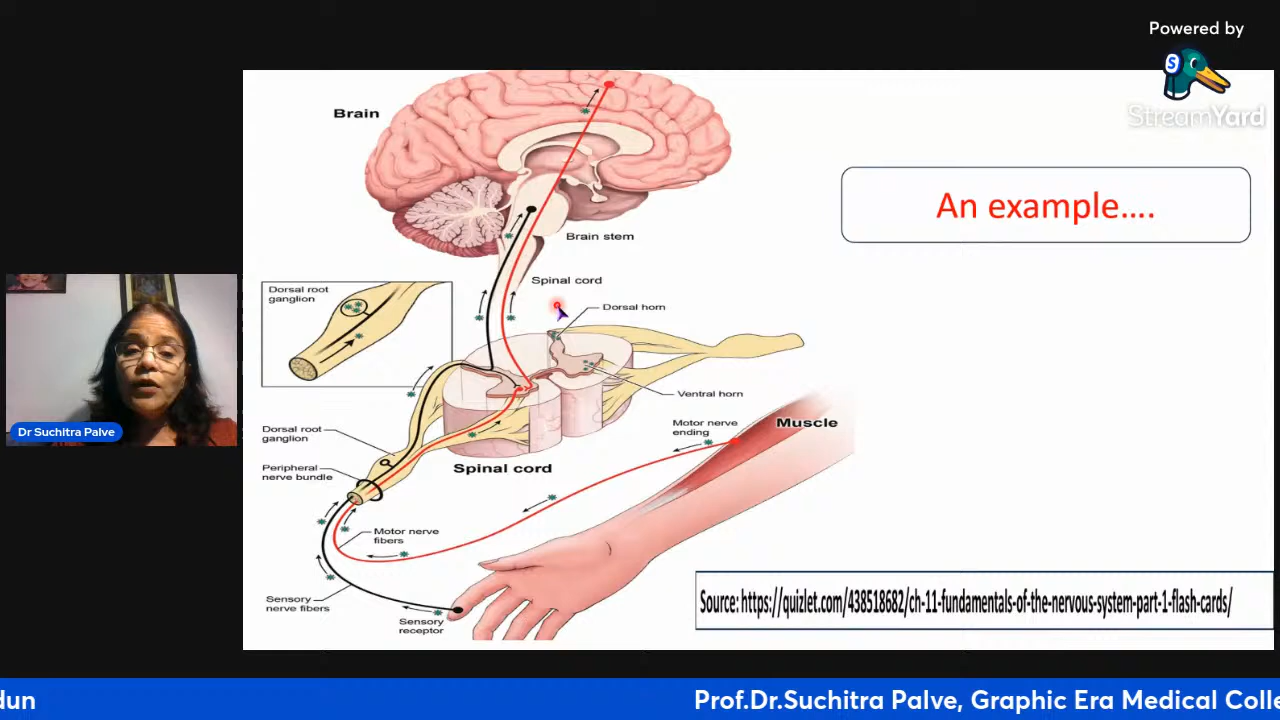 Powered by
S
StreamYard
Brain
An example....
Brain stem
Spinal cord
Dorsal root
ganglion
Dorsal horn
Ventral horn
Motor nerve
ending
Muscle
Dorsal root
ganglion
Spinal cord
Peripheral
nerve bundle
Motor nerve
fibers
Sensory
nerve fibers
Sensory
receptor
Dr Suchitra Palve
Source: https://quizlet.com/438518682/ch-11-fundamentals-of-the-nervous-system-part-1-flash-cards/
dun
Prof.Dr.Suchitra Palve, Graphic Era Medical Colle